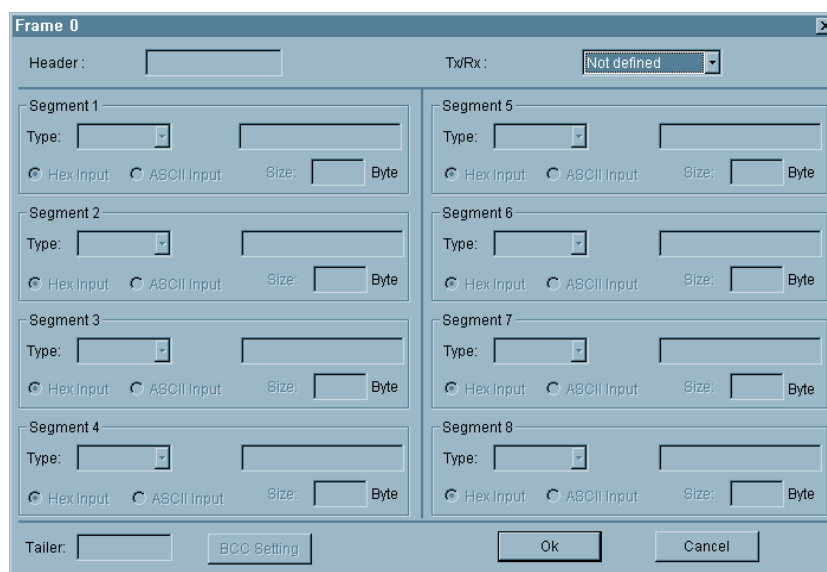 Frame 0
Header :
Tx/Rx :
Not defined
Segment 1
Type:
Hex Input
ASCII Input
Size:
Byte
Segment 2
Type:
Hex Input
ASCII Input
Size:
Byte
Segment 3
Type:
Hex Input
ASCII Input
Size:
Byte
Segment 4
Type:
Hex Input
ASCII Input
Size:
Byte
Segment 5
Type:
Hex Input
ASCII Input
Size:
Byte
Segment 6
Type:
Hex Input
ASCII Input
Size:
Byte
Segment 7
Type:
Hex Input
ASCII Input
Size:
Byte
Segment 8
Type:
Hex Input
ASCII Input
Size:
Byte
Tailer:
BCC Setting
Ok
Cancel